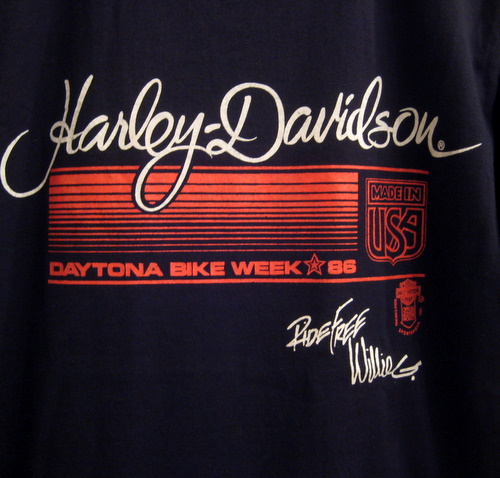 Harley-Davidson®
MADE IN
USA
DAYTONA BIKE WEEK ☆ 86
RIDE FREE
Willie G.